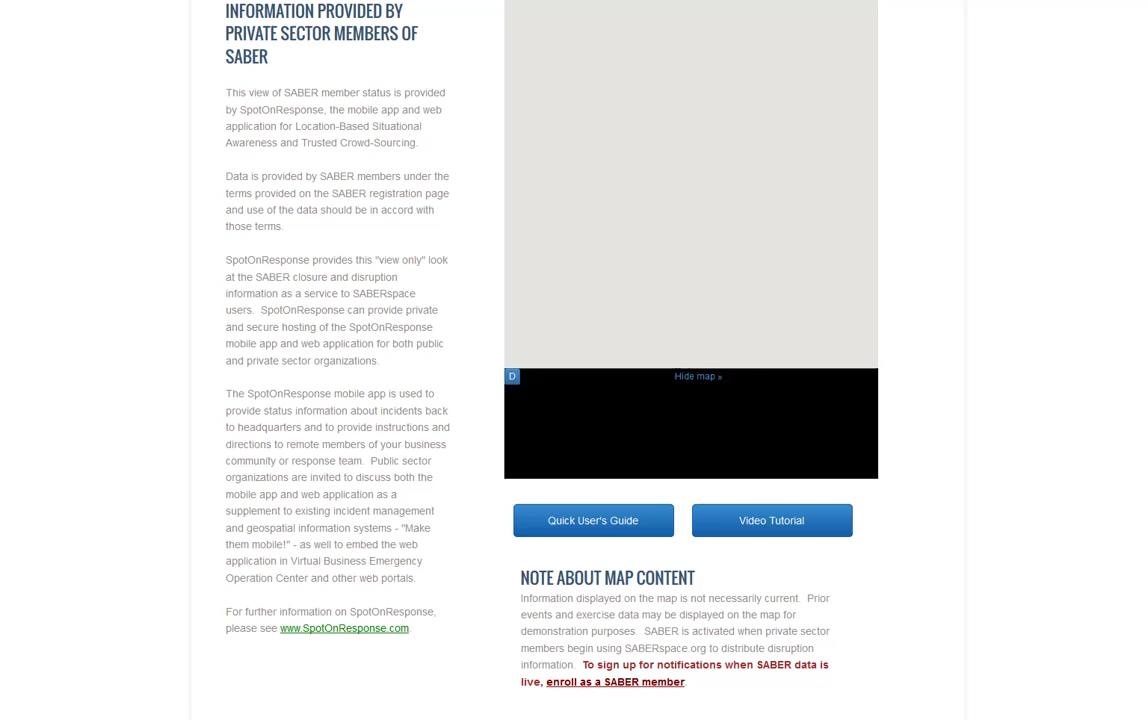 INFORMATION PROVIDED BY
PRIVATE SECTOR MEMBERS OF
SABER
This view of SABER member status is provided
by SpotOnResponse, the mobile app and web
application for Location-Based Situational
Awareness and Trusted Crowd-Sourcing.
Data is provided by SABER members under the
terms provided on the SABER registration page
and use of the data should be in accord with
those terms.
SpotOnResponse provides this "view only" look
at the SABER closure and disruption
information as a service to SABERspace
users.  SpotOnResponse can provide private
and secure hosting of the SpotOnResponse
mobile app and web application for both public
and private sector organizations.
The SpotOnResponse mobile app is used to
provide status information about incidents back
to headquarters and to provide instructions and
directions to remote members of your business
community or response team.  Public sector
organizations are invited to discuss both the
mobile app and web application as a
supplement to existing incident management
and geospatial information systems - "Make
them mobile!" - as well to embed the web
application in Virtual Business Emergency
Operation Center and other web portals.
For further information on SpotOnResponse,
please see www.SpotOnResponse.com.
D
Hide map »
Quick User's Guide
Video Tutorial
NOTE ABOUT MAP CONTENT
Information displayed on the map is not necessarily current.  Prior
events and exercise data may be displayed on the map for
demonstration purposes.  SABER is activated when private sector
members begin using SABERspace.org to distribute disruption
information.  To sign up for notifications when SABER data is
live, enroll as a SABER member.